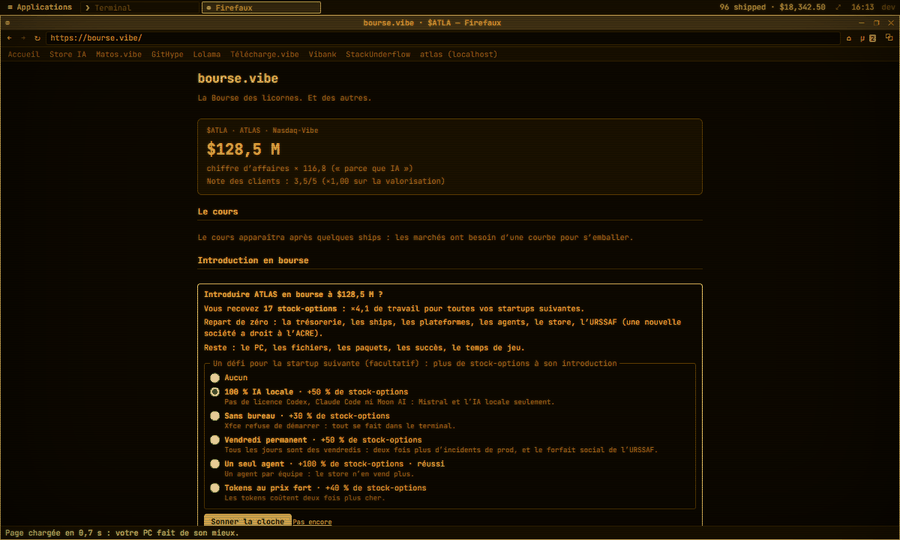 Applications
Terminal
Firefaux
96 shipped · $18,342.50
16:13
dev
bourse.vibe · $ATLA — Firefaux
https://bourse.vibe/
µ
2
Accueil Store IA Matos.vibe GitHype Lolama Télécharge.vibe Vibank StackUnderflow atlas (localhost)
bourse.vibe
La Bourse des licornes. Et des autres.
$ATLA · ATLAS · Nasdaq-Vibe
$128,5 M
chiffre d’affaires × 116,8 (« parce que IA »)
Note des clients : 3,5/5 (×1,00 sur la valorisation)
Le cours
Le cours apparaîtra après quelques ships : les marchés ont besoin d’une courbe pour s’emballer.
Introduction en bourse
Introduire ATLAS en bourse à $128,5 M ?
Vous recevez 17 stock-options : ×4,1 de travail pour toutes vos startups suivantes.
Repart de zéro : la trésorerie, les ships, les plateformes, les agents, le store, l’URSSAF (une nouvelle
société a droit à l’ACRE).
Reste : le PC, les fichiers, les paquets, les succès, le temps de jeu.
Un défi pour la startup suivante (facultatif) : plus de stock-options à son introduction
Aucun
100 % IA locale · +50 % de stock-options
Pas de licence Codex, Claude Code ni Moon AI : Mistral et l’IA locale seulement.
Sans bureau · +30 % de stock-options
Xfce refuse de démarrer : tout se fait dans le terminal.
Vendredi permanent · +50 % de stock-options
Tous les jours sont des vendredis : deux fois plus d’incidents de prod, et le forfait social de l’URSSAF.
Un seul agent · +100 % de stock-options · réussi
Un agent par équipe : le store n’en vend plus.
Tokens au prix fort · +40 % de stock-options
Les tokens coûtent deux fois plus cher.
Sonner la cloche Pas encore
Page chargée en 0,7 s : votre PC fait de son mieux.